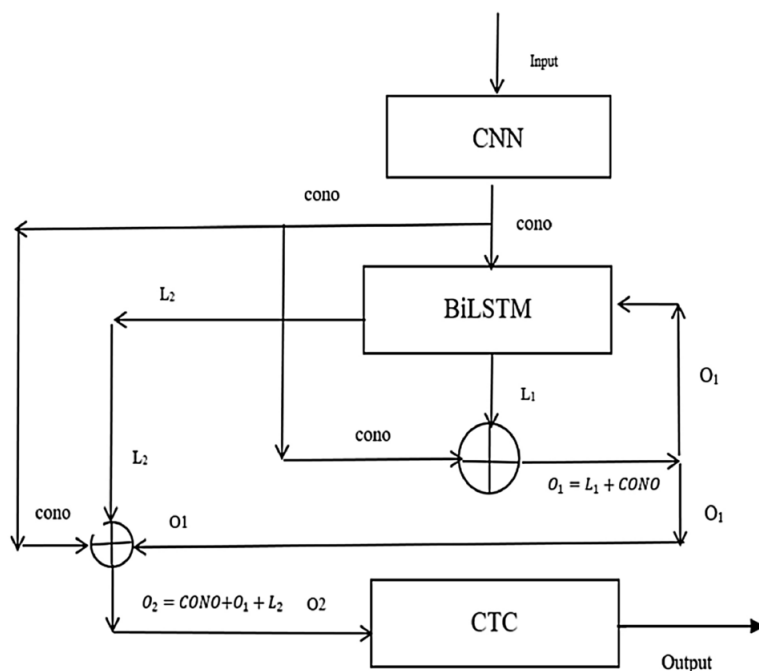 Input
CNN
cono
cono
L₂
BiLSTM
O₁
L₁
cono
L₂
O₁ = L₁ + CONO
cono
O1
O₁
O₂ = CONO+O₁ + L₂
O2
CTC
Output